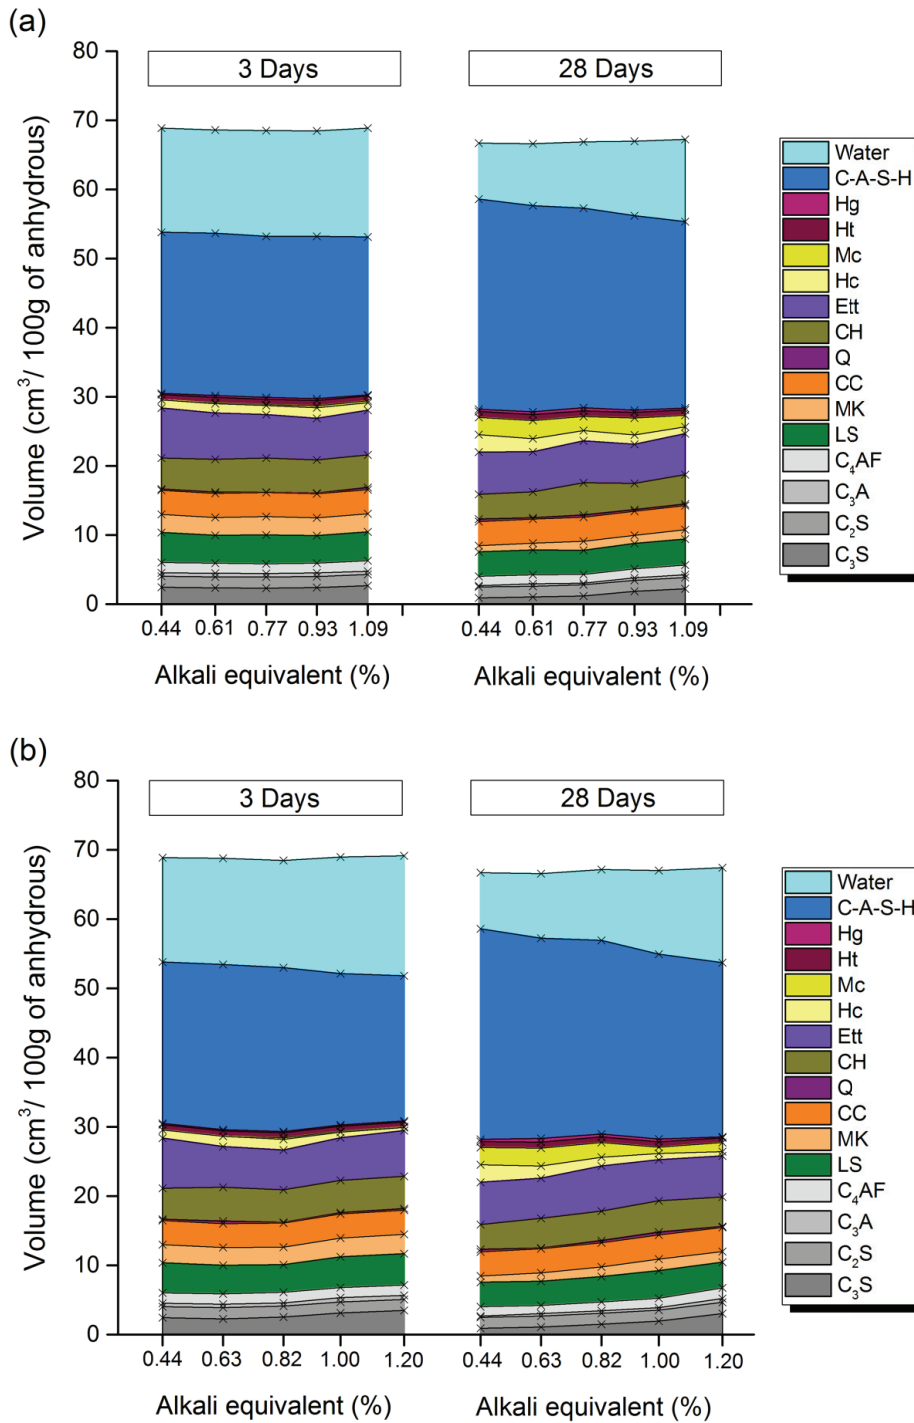 (a)
80
70
60
50
40
30
20
10
0
Volume (cm³/ 100g of anhydrous)
3 Days
28 Days
0.44 0.61 0.77 0.93 1.09
0.44 0.61 0.77 0.93 1.09
Alkali equivalent (%)
Alkali equivalent (%)
Water
C-A-S-H
Hg
Ht
Mc
Hc
Ett
CH
Q
CC
MK
LS
C₄AF
C₃A
C₂S
C₃S
(b)
80
70
60
50
40
30
20
10
0
Volume (cm³/ 100g of anhydrous)
3 Days
28 Days
0.44 0.63 0.82 1.00 1.20
0.44 0.63 0.82 1.00 1.20
Alkali equivalent (%)
Alkali equivalent (%)
Water
C-A-S-H
Hg
Ht
Mc
Hc
Ett
CH
Q
CC
MK
LS
C₄AF
C₃A
C₂S
C₃S